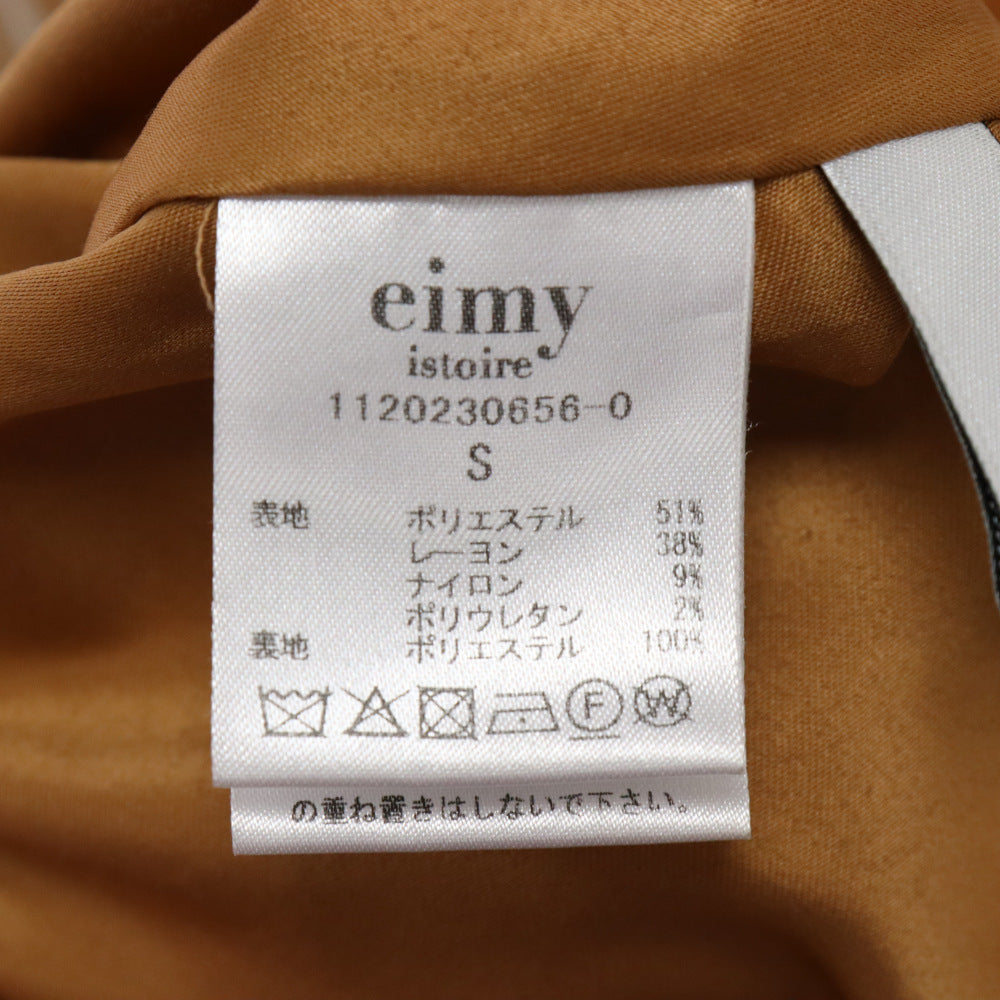 eimy
istoire
1120230656-0
S
表地 ポリエステル 51%
レーヨン 38%
ナイロン 9%
ポリウレタン 2%
裏地 ポリエステル 100%
F W
の重ね置きはしないで下さい。